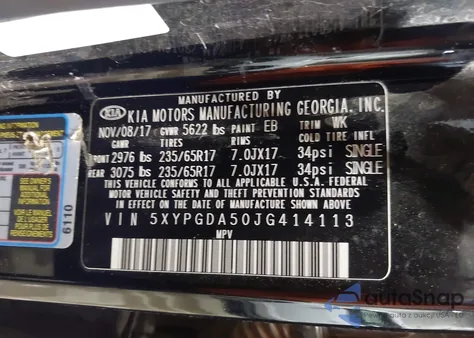 MANUFACTURED BY
KIA KIA MOTORS MANUFACTURING GEORGIA, INC.
NOV/08/17 GVWR 5622 lbs PAINT EB TRIM WK
GAWR TIRES RIMS COLD TIRE INFL
FRONT 2976 lbs 235/65R17 7.0JX17 34psi SINGLE
REAR 3075 lbs 235/65R17 7.0JX17 34psi SINGLE
THIS VEHICLE CONFORMS TO ALL APPLICABLE U.S.A. FEDERAL
MOTOR VEHICLE SAFETY AND THEFT PREVENTION STANDARDS
IN EFFECT ON THE DATE OF MANUFACTURE SHOWN ABOVE.
VIN 5XYPGDA50JG414113
MPV
6110
autoSnap